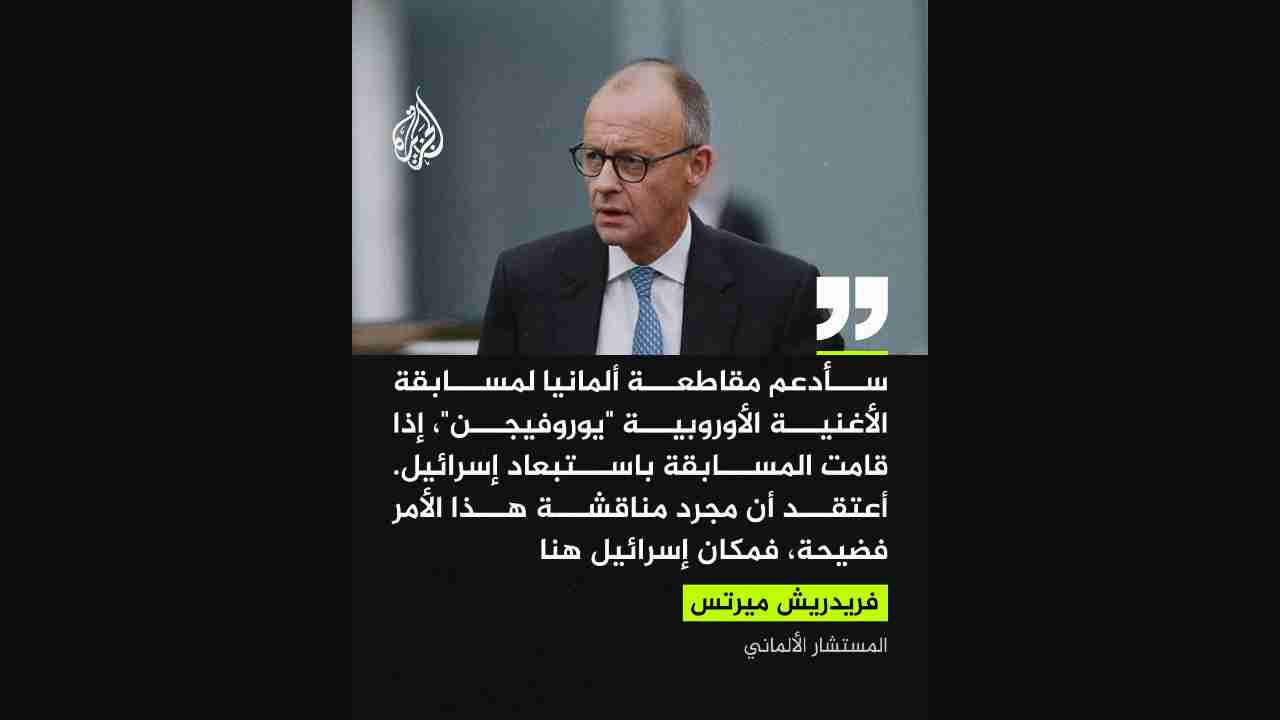 الجزيرة
سأدعم مقاطعة ألمانيا لمسابقة
الأغنية الأوروبية "يوروفيجن"، إذا
قامت المسابقة باستبعاد إسرائيل.
أعتقد أن مجرد مناقشة هذا الأمر
فضيحة، فمكان إسرائيل هنا
فريدريش ميرتس
المستشار الألماني